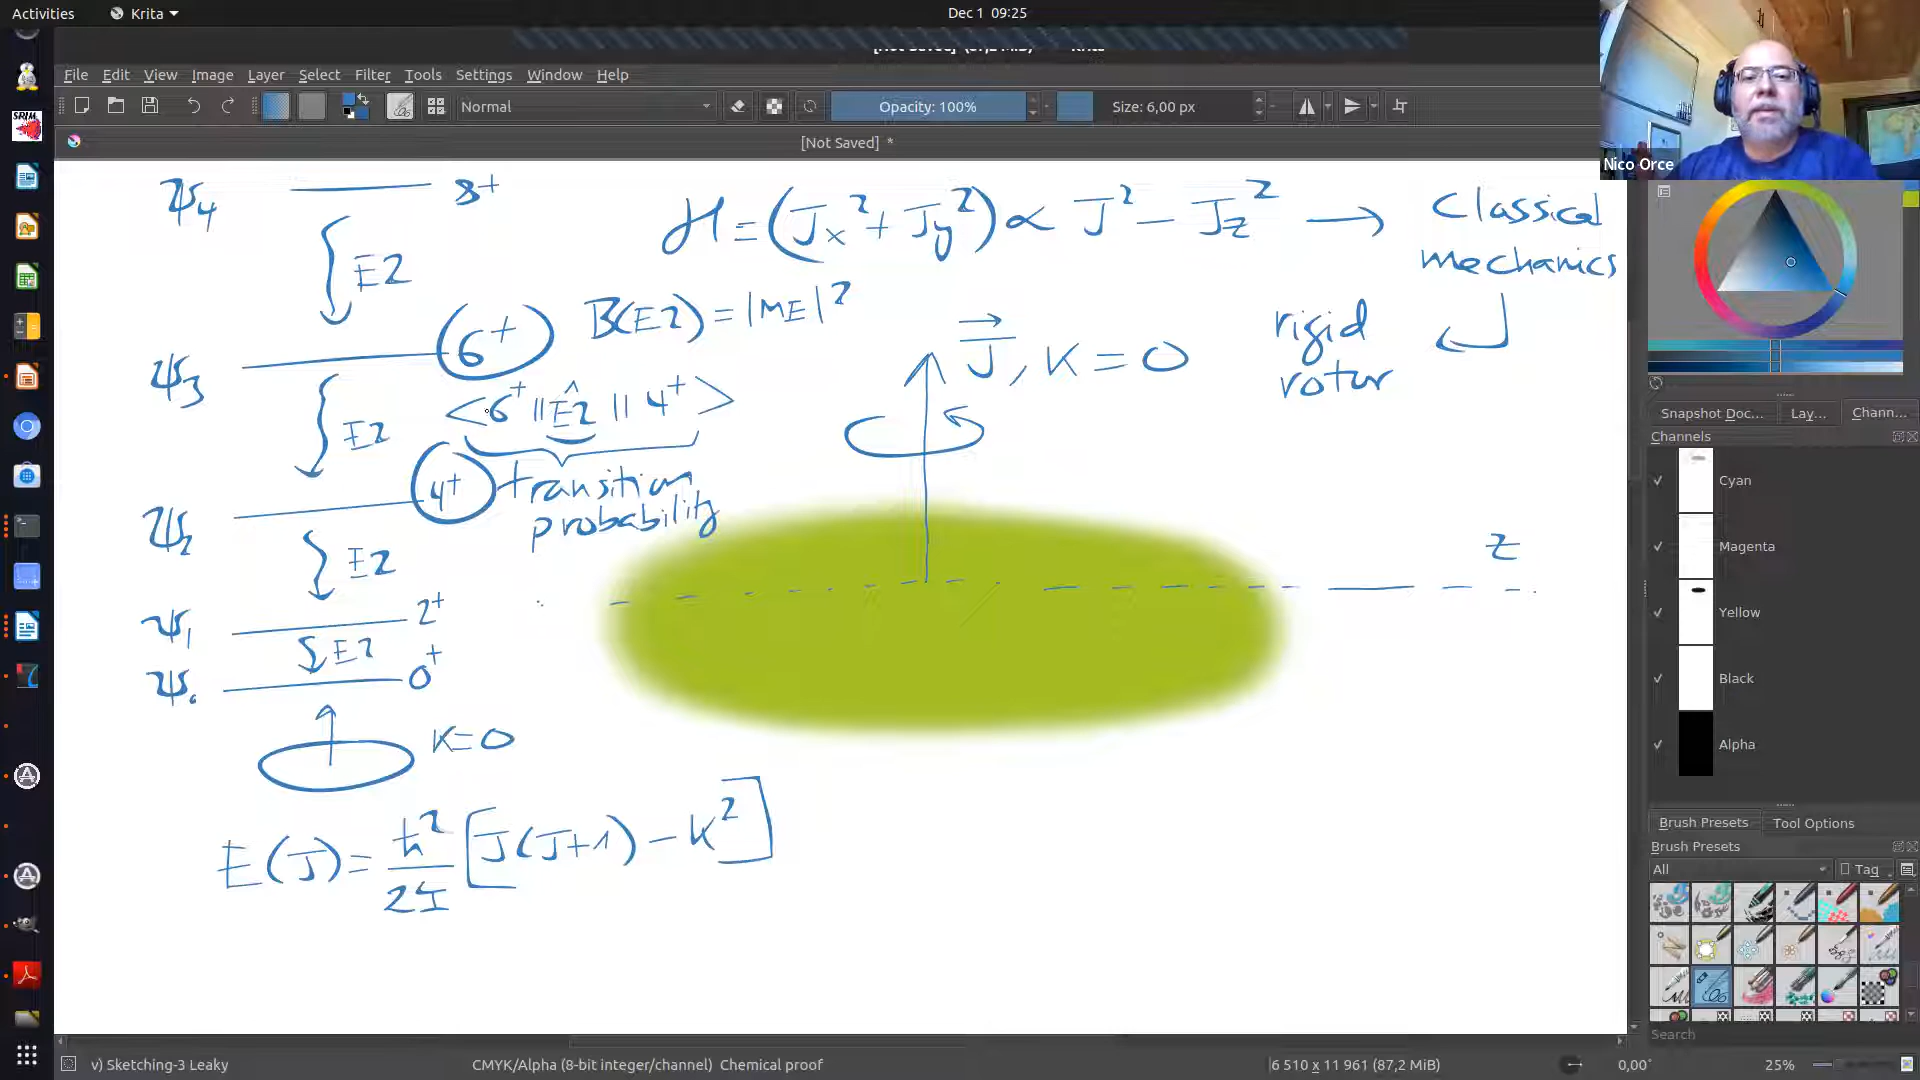 Activities
Krita
Dec 1 09:25
File Edit View Image Layer Select Filter Tools Settings Window Help
Normal
Opacity: 100%
Size: 6,00 px
[Not Saved] *
Nico Orce
SRIM
ψ4 8+
E2
H = (Jx² + Jy²) ∝ J² − Jz² → Classical
mechanics
rigid
rotor
6+
B(E2) = |ME|²
ψ3
<6+ || Ê2 || 4+>
E2
J, K = 0
4+
transition
probability
ψ2
E2
z
2+
ψ1
E2
0+
ψ0
K=0
E(J) = ħ²/2I [J(J+1) − K²]
Snapshot Doc...
Lay...
Chann...
Channels
Cyan
Magenta
Yellow
Black
Alpha
Brush Presets
Tool Options
Brush Presets
All
Tag
Search
v) Sketching-3 Leaky
CMYK/Alpha (8-bit integer/channel) Chemical proof
6 510 x 11 961 (87,2 MiB)
0,00°
25%